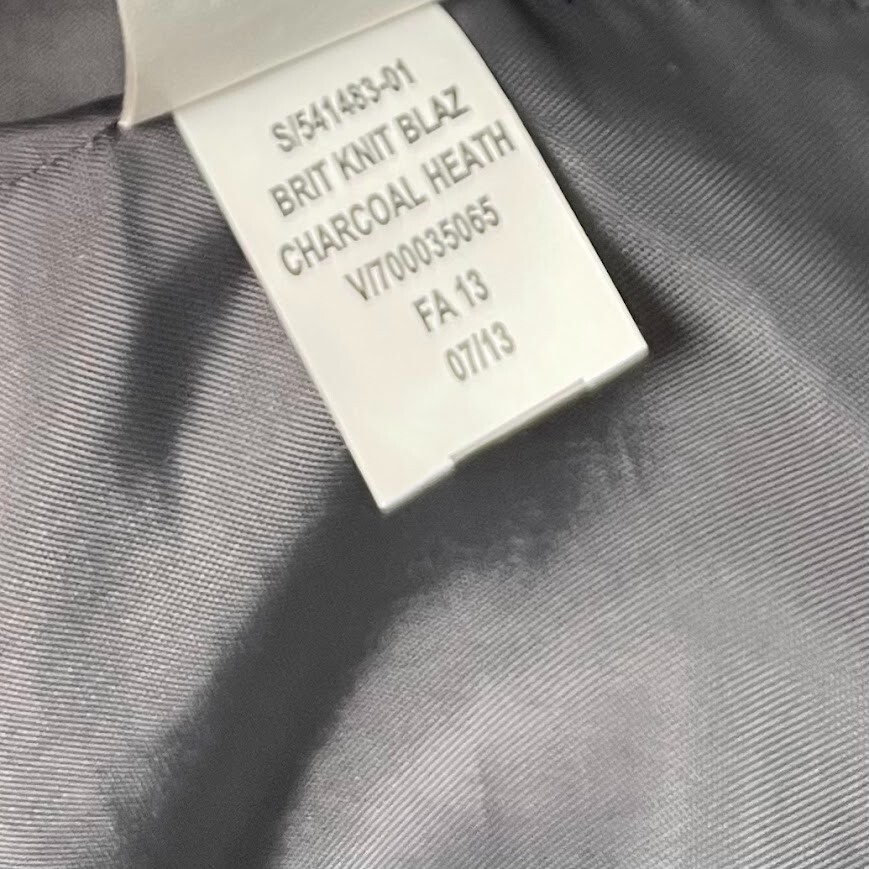 S/541483-01
BRIT KNIT BLAZ
CHARCOAL HEATH
V/700035065
FA 13
07/13